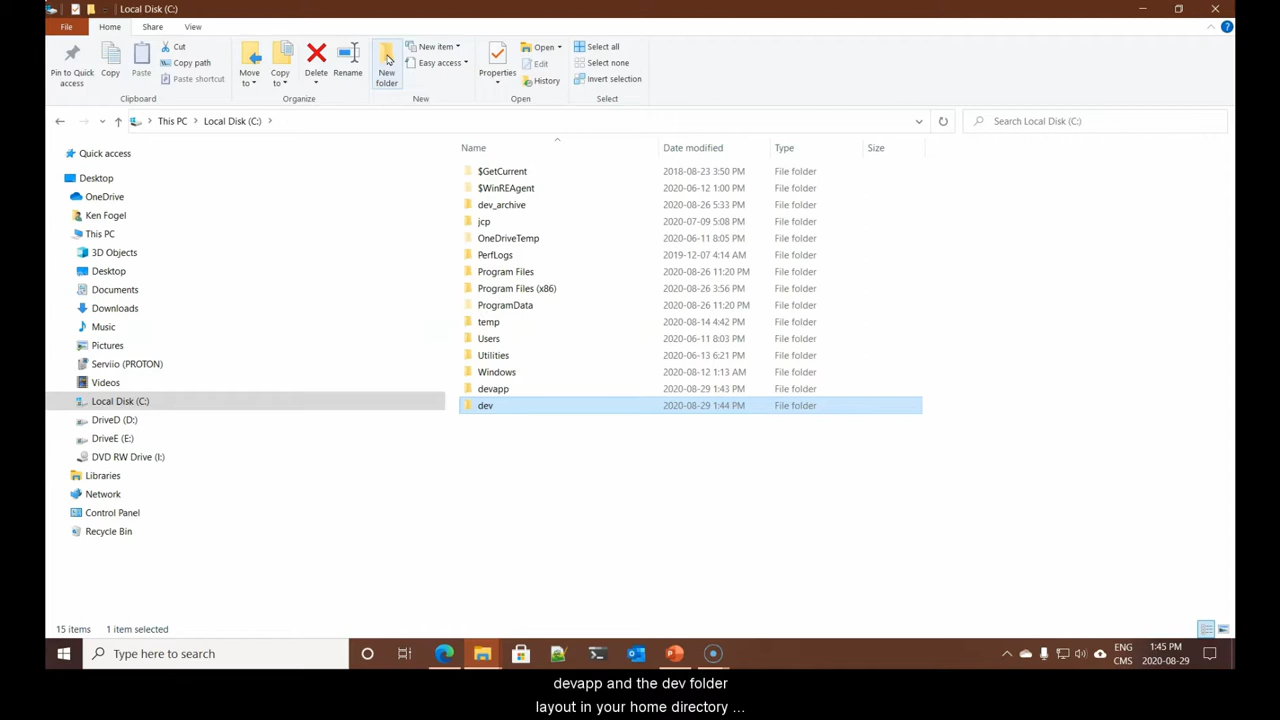 Local Disk (C:)
File Home Share View
Pin to Quick access
Copy
Paste
Cut
Copy path
Paste shortcut
Clipboard
Move to
Copy to
Delete
Rename
Organize
New folder
New item
Easy access
New
Properties
Open
Edit
History
Open
Select all
Select none
Invert selection
Select
This PC Local Disk (C:)
Search Local Disk (C:)
Quick access
Desktop
OneDrive
Ken Fogel
This PC
3D Objects
Desktop
Documents
Downloads
Music
Pictures
Serviio (PROTON)
Videos
Local Disk (C:)
DriveD (D:)
DriveE (E:)
DVD RW Drive (I:)
Libraries
Network
Control Panel
Recycle Bin
Name Date modified Type Size
$GetCurrent 2018-08-23 3:50 PM File folder
$WinREAgent 2020-06-12 1:00 PM File folder
dev_archive 2020-08-26 5:33 PM File folder
jcp 2020-07-09 5:08 PM File folder
OneDriveTemp 2020-06-11 8:05 PM File folder
PerfLogs 2019-12-07 4:14 AM File folder
Program Files 2020-08-26 11:20 PM File folder
Program Files (x86) 2020-08-26 3:56 PM File folder
ProgramData 2020-08-26 11:20 PM File folder
temp 2020-08-14 4:42 PM File folder
Users 2020-06-11 8:03 PM File folder
Utilities 2020-06-13 6:21 PM File folder
Windows 2020-08-12 1:13 AM File folder
devapp 2020-08-29 1:43 PM File folder
dev 2020-08-29 1:44 PM File folder
15 items 1 item selected
Type here to search
ENG
CMS
1:45 PM
2020-08-29
devapp and the dev folder
layout in your home directory ...